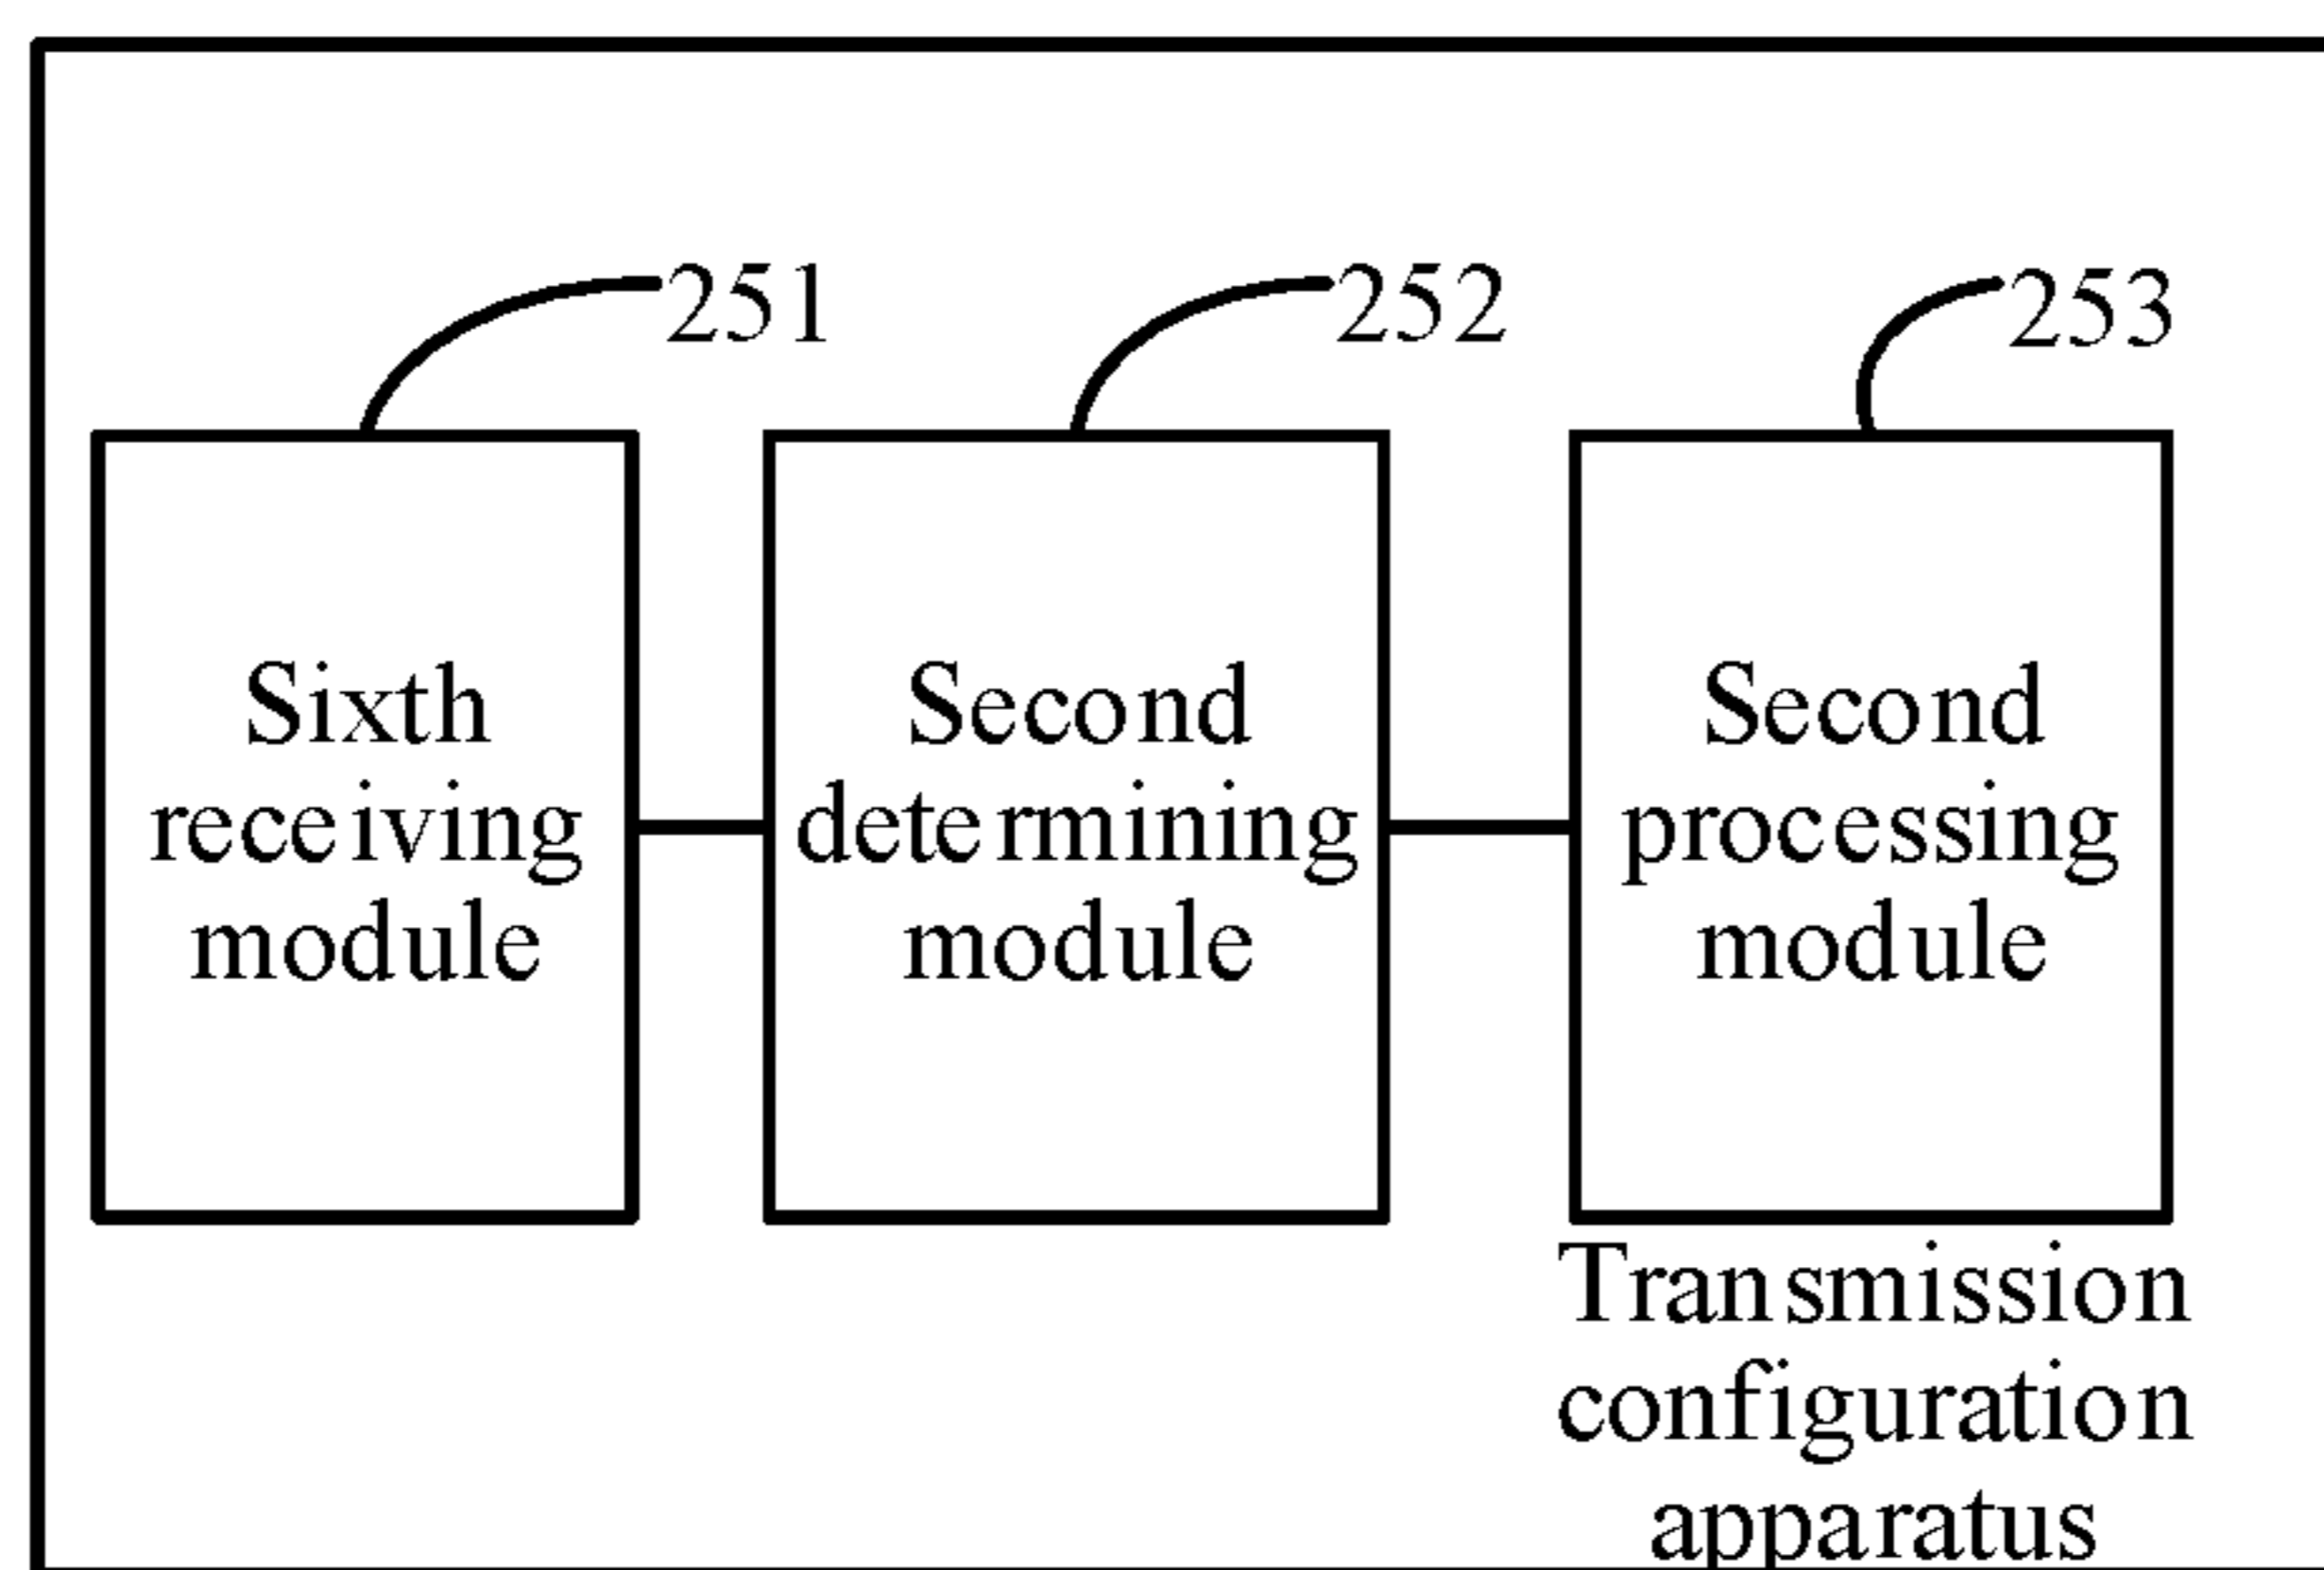 251
252
253
Sixth
receiving
module
Second
determining
module
Second
processing
module
Transmission
configuration
apparatus